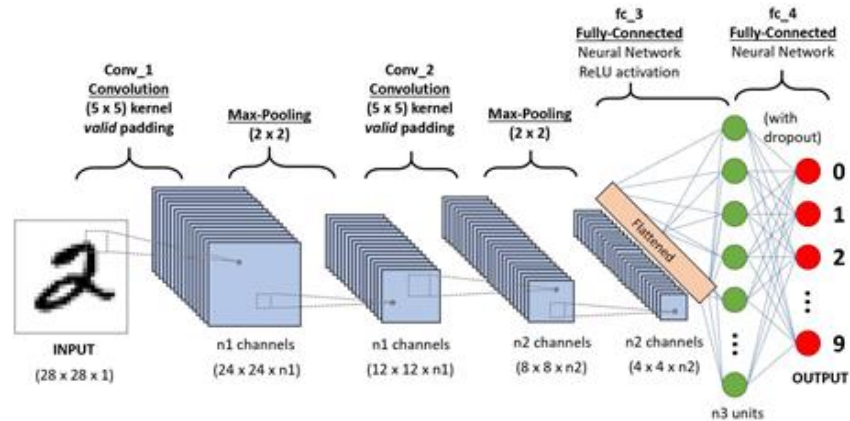 fc_3
Fully-Connected
Neural Network
ReLU activation
fc_4
Fully-Connected
Neural Network
Conv_1
Convolution
(5 x 5) kernel
valid padding
Max-Pooling
(2 x 2)
Conv_2
Convolution
(5 x 5) kernel
valid padding
Max-Pooling
(2 x 2)
(with
dropout)
Flattened
2
0
1
2
⋮
9
⋮
INPUT
(28 x 28 x 1)
n1 channels
(24 x 24 x n1)
n1 channels
(12 x 12 x n1)
n2 channels
(8 x 8 x n2)
n2 channels
(4 x 4 x n2)
OUTPUT
n3 units